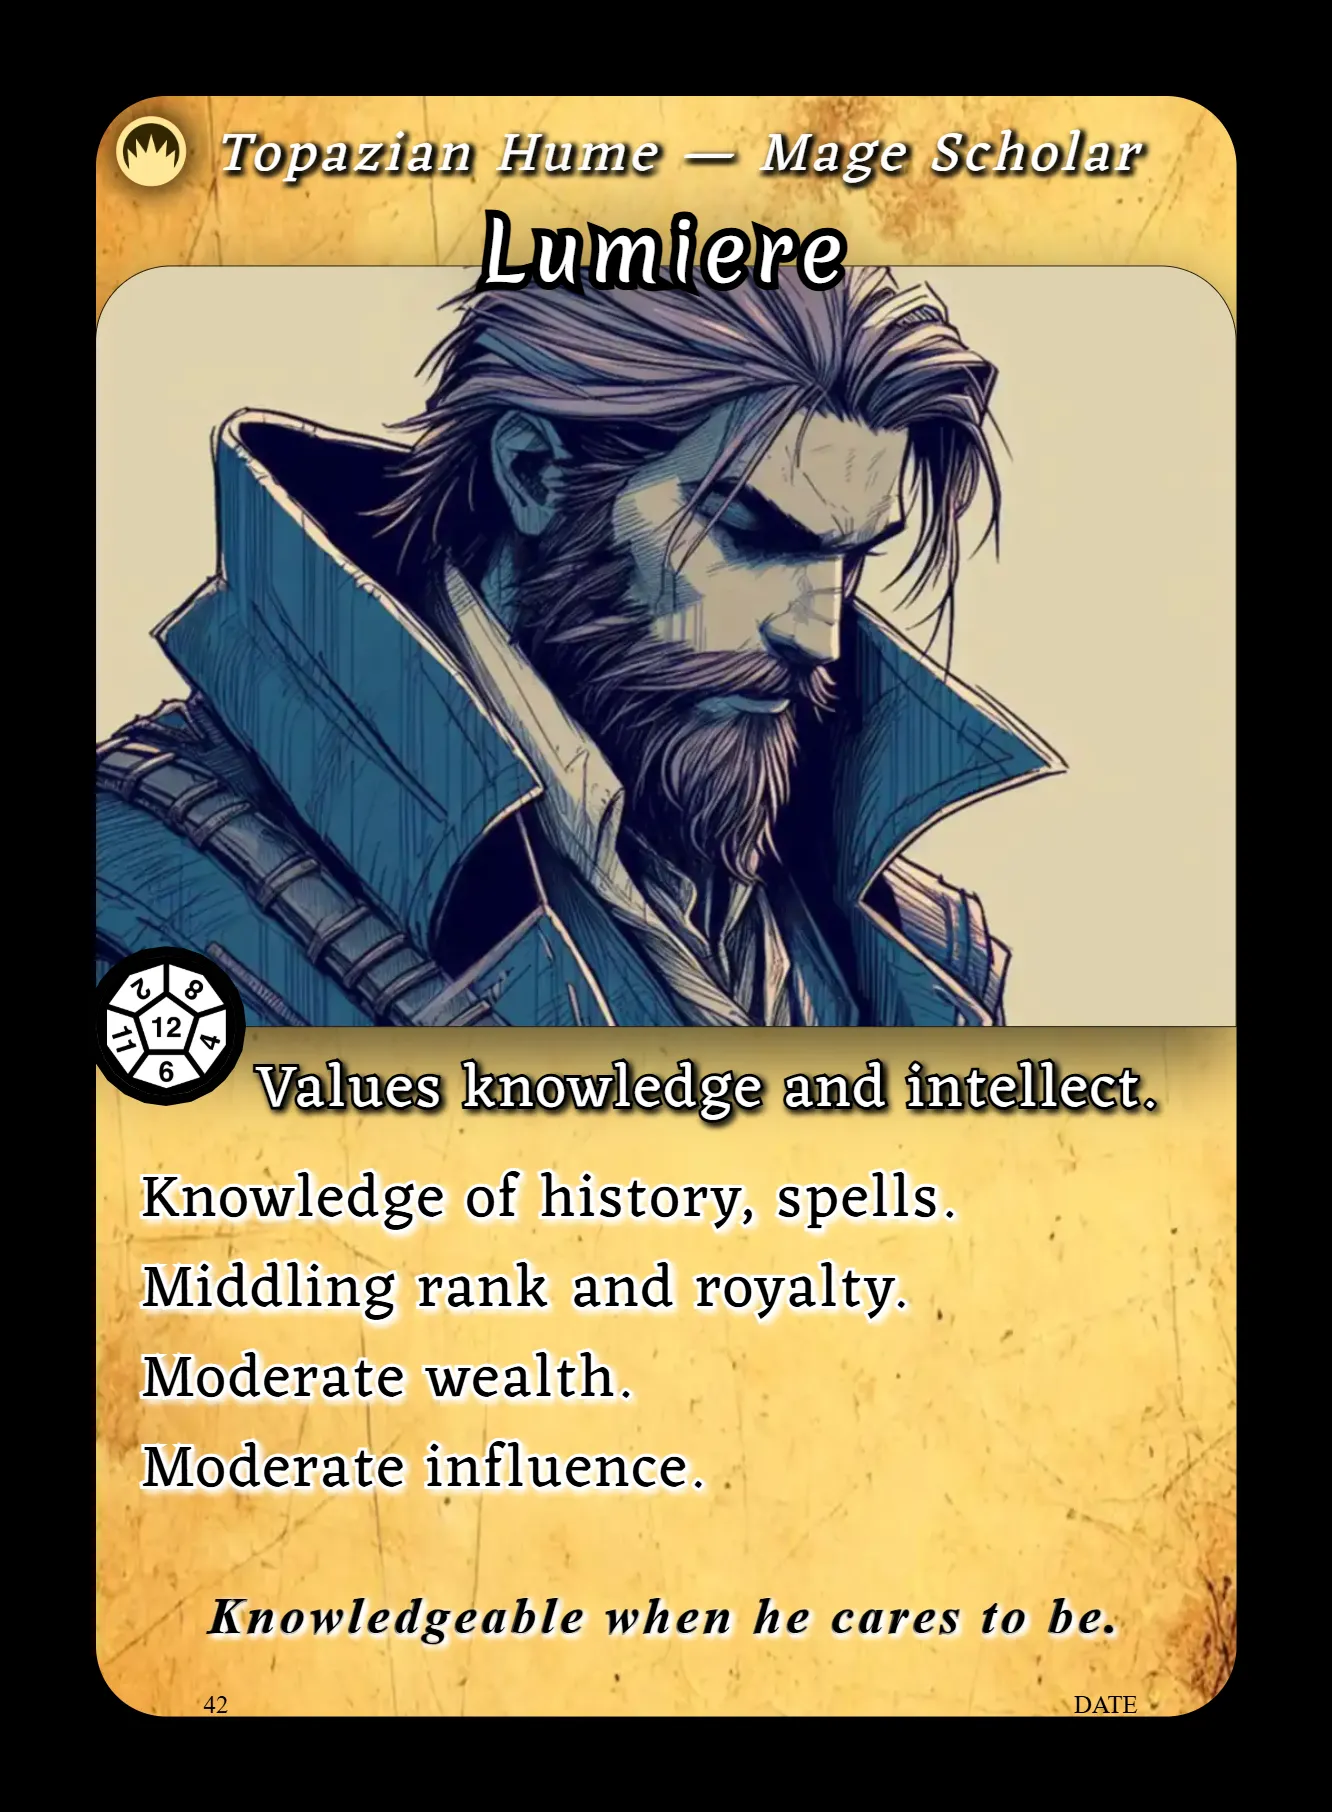 Topazian Hume — Mage Scholar
Lumiere
2 8
12
11 4
6
Values knowledge and intellect.
Knowledge of history, spells.
Middling rank and royalty.
Moderate wealth.
Moderate influence.
Knowledgeable when he cares to be.
42 DATE